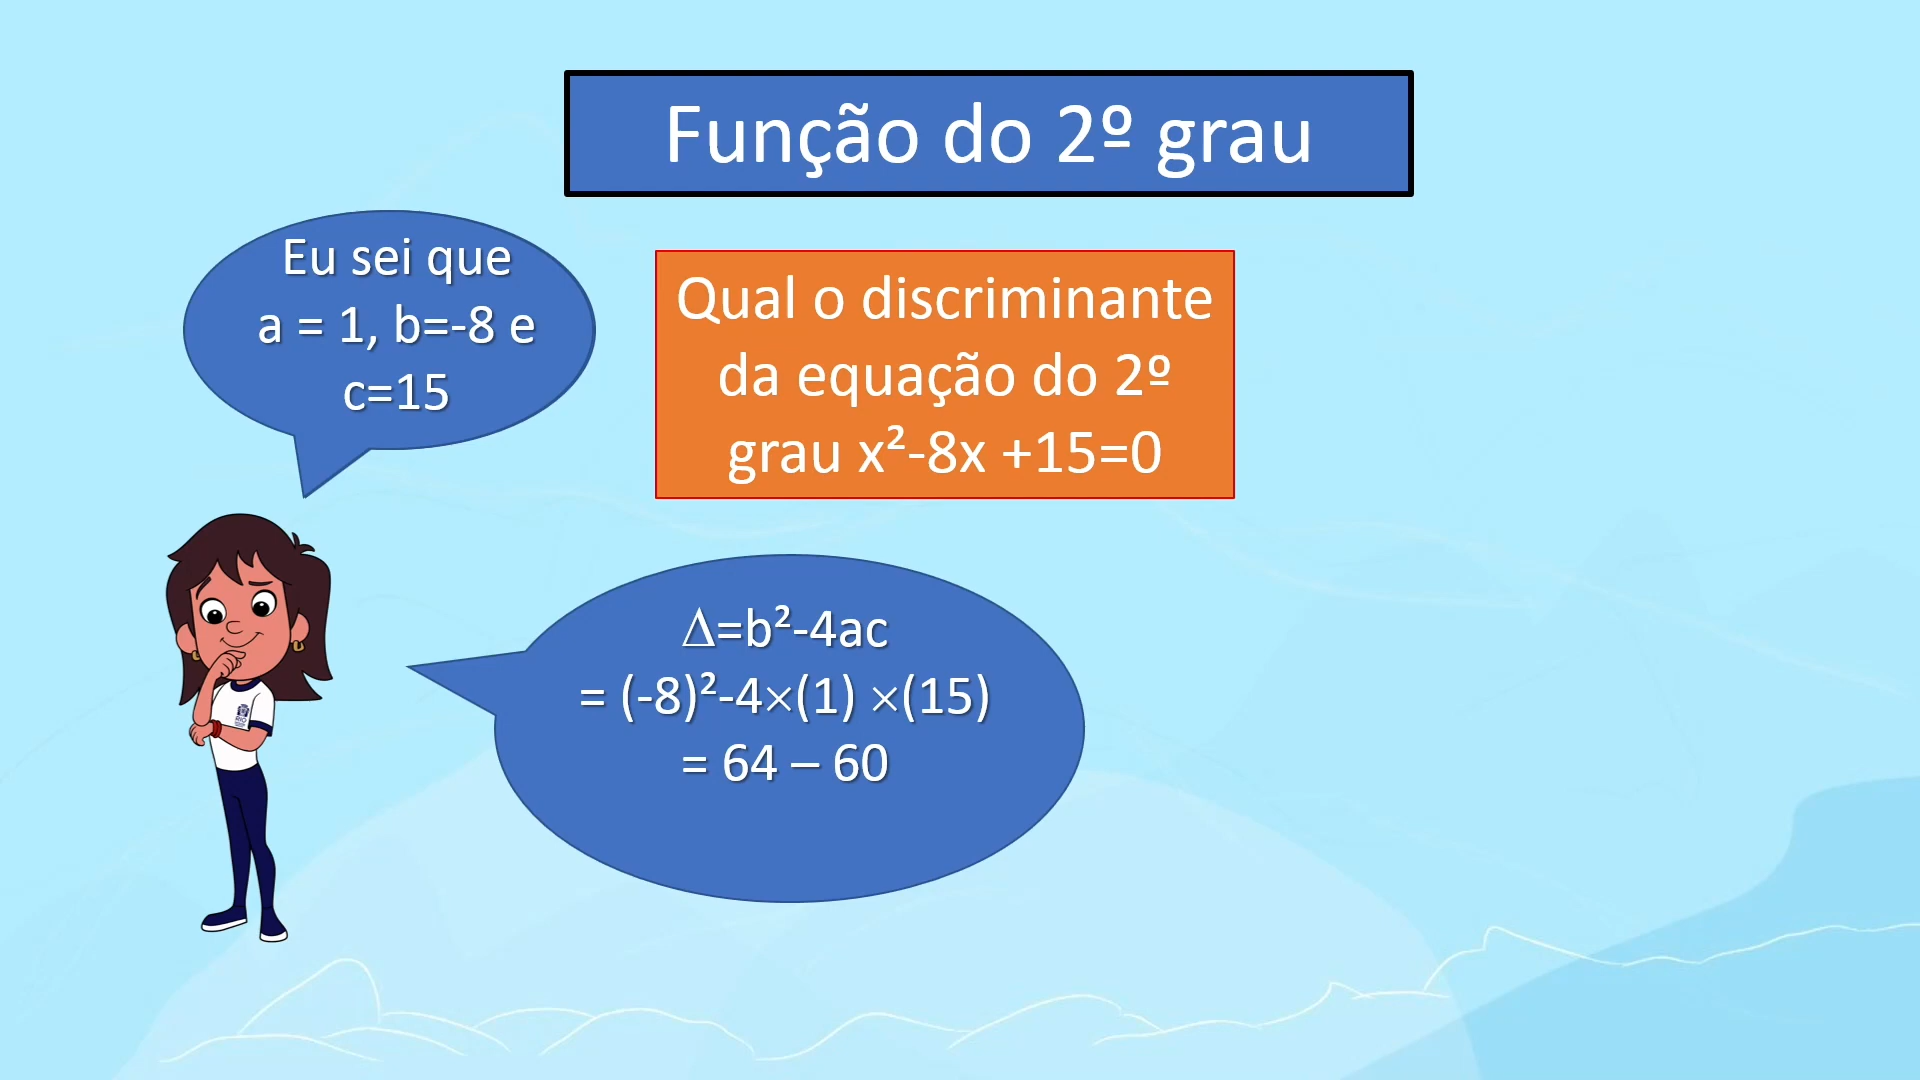 Função do 2º grau
Eu sei que
a = 1, b=-8 e
c=15
Qual o discriminante
da equação do 2º
grau x²-8x +15=0
Δ=b²-4ac
= (-8)²-4×(1) ×(15)
= 64 – 60
RIO